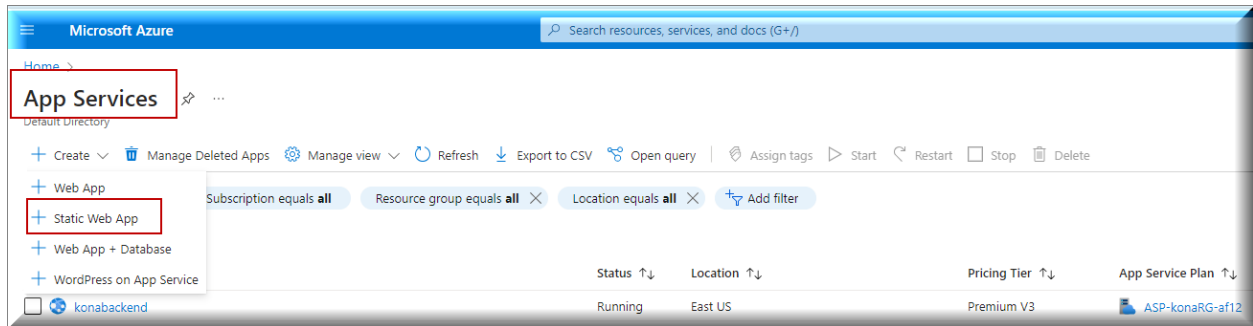 Microsoft Azure
Search resources, services, and docs (G+/)
Home >
App Services
...
Default Directory
+ Create Manage Deleted Apps Manage view Refresh Export to CSV Open query Assign tags Start Restart Stop Delete
+ Web App
Subscription equals all Resource group equals all Location equals all Add filter
+ Static Web App
+ Web App + Database
+ WordPress on App Service
Status ↑↓ Location ↑↓ Pricing Tier ↑↓ App Service Plan ↑↓
konabackend Running East US Premium V3 ASP-konaRG-af12